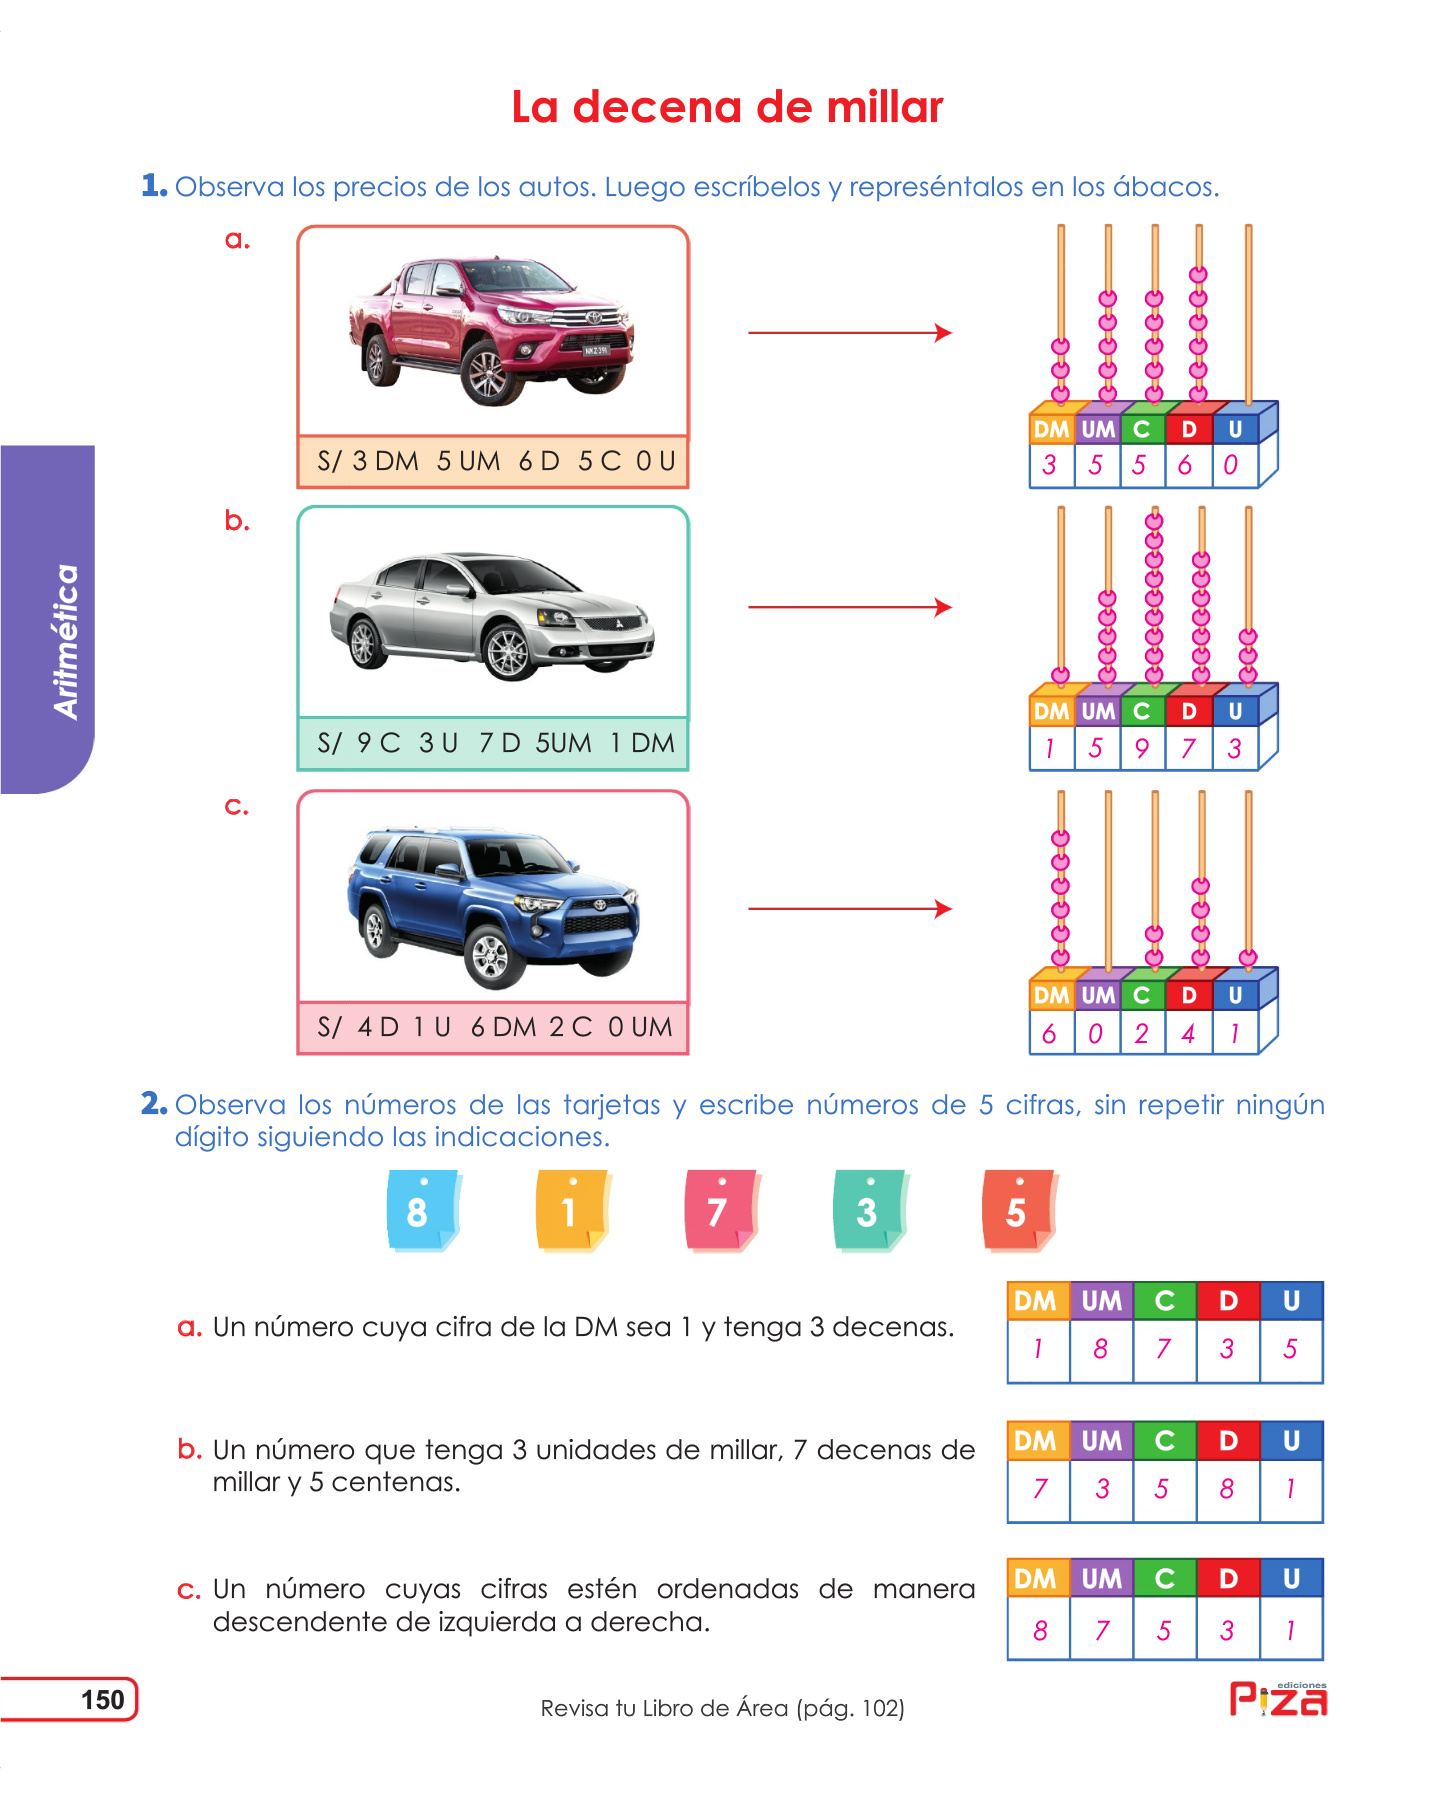 La decena de millar
1. Observa los precios de los autos. Luego escríbelos y represéntalos en los ábacos.
a.
NKZ·391
S/ 3 DM 5 UM 6 D 5 C 0 U
DM UM C D U
3 5 5 6 0
b.
S/ 9 C 3 U 7 D 5UM 1 DM
DM UM C D U
1 5 9 7 3
c.
S/ 4 D 1 U 6 DM 2 C 0 UM
DM UM C D U
6 0 2 4 1
Aritmética
2. Observa los números de las tarjetas y escribe números de 5 cifras, sin repetir ningún
dígito siguiendo las indicaciones.
8 1 7 3 5
a. Un número cuya cifra de la DM sea 1 y tenga 3 decenas.
DM UM C D U
1 8 7 3 5
b. Un número que tenga 3 unidades de millar, 7 decenas de
millar y 5 centenas.
DM UM C D U
7 3 5 8 1
c. Un número cuyas cifras estén ordenadas de manera
descendente de izquierda a derecha.
DM UM C D U
8 7 5 3 1
150
Revisa tu Libro de Área (pág. 102)
ediciones
Piza